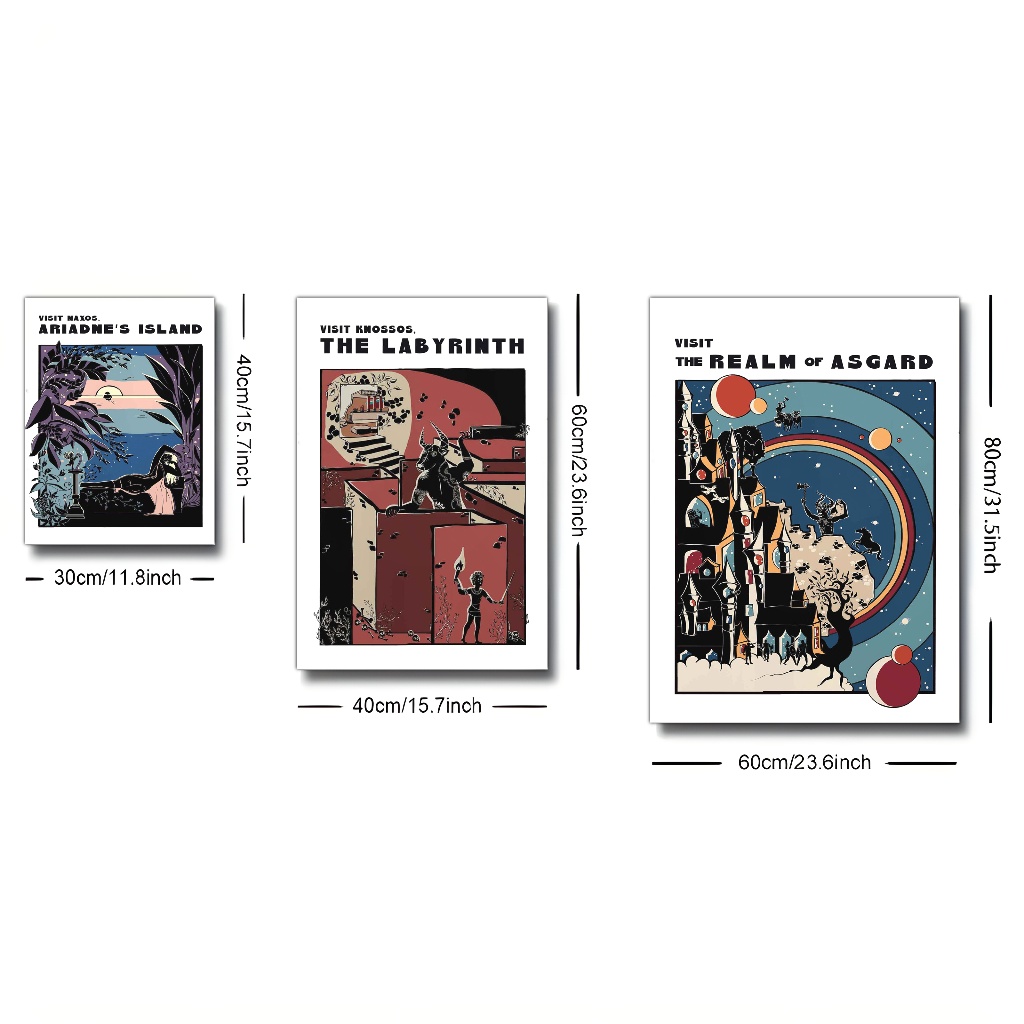 VISIT NAXOS,
ARIADNE'S ISLAND
40cm/15.7inch
30cm/11.8inch
VISIT KNOSSOS,
THE LABYRINTH
60cm/23.6inch
40cm/15.7inch
VISIT
THE REALM OF ASGARD
80cm/31.5inch
60cm/23.6inch